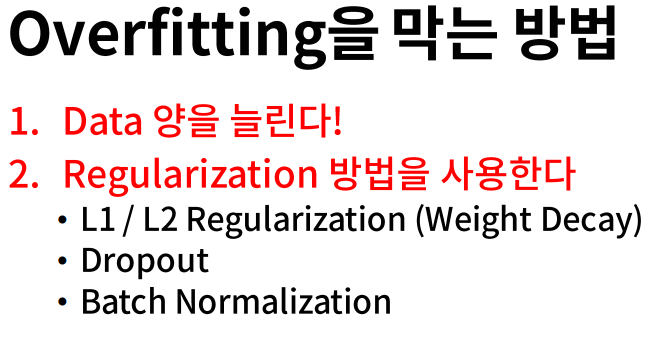 Overfitting을 막는 방법
1. Data 양을 늘린다!
2. Regularization 방법을 사용한다
• L1 / L2 Regularization (Weight Decay)
• Dropout
• Batch Normalization